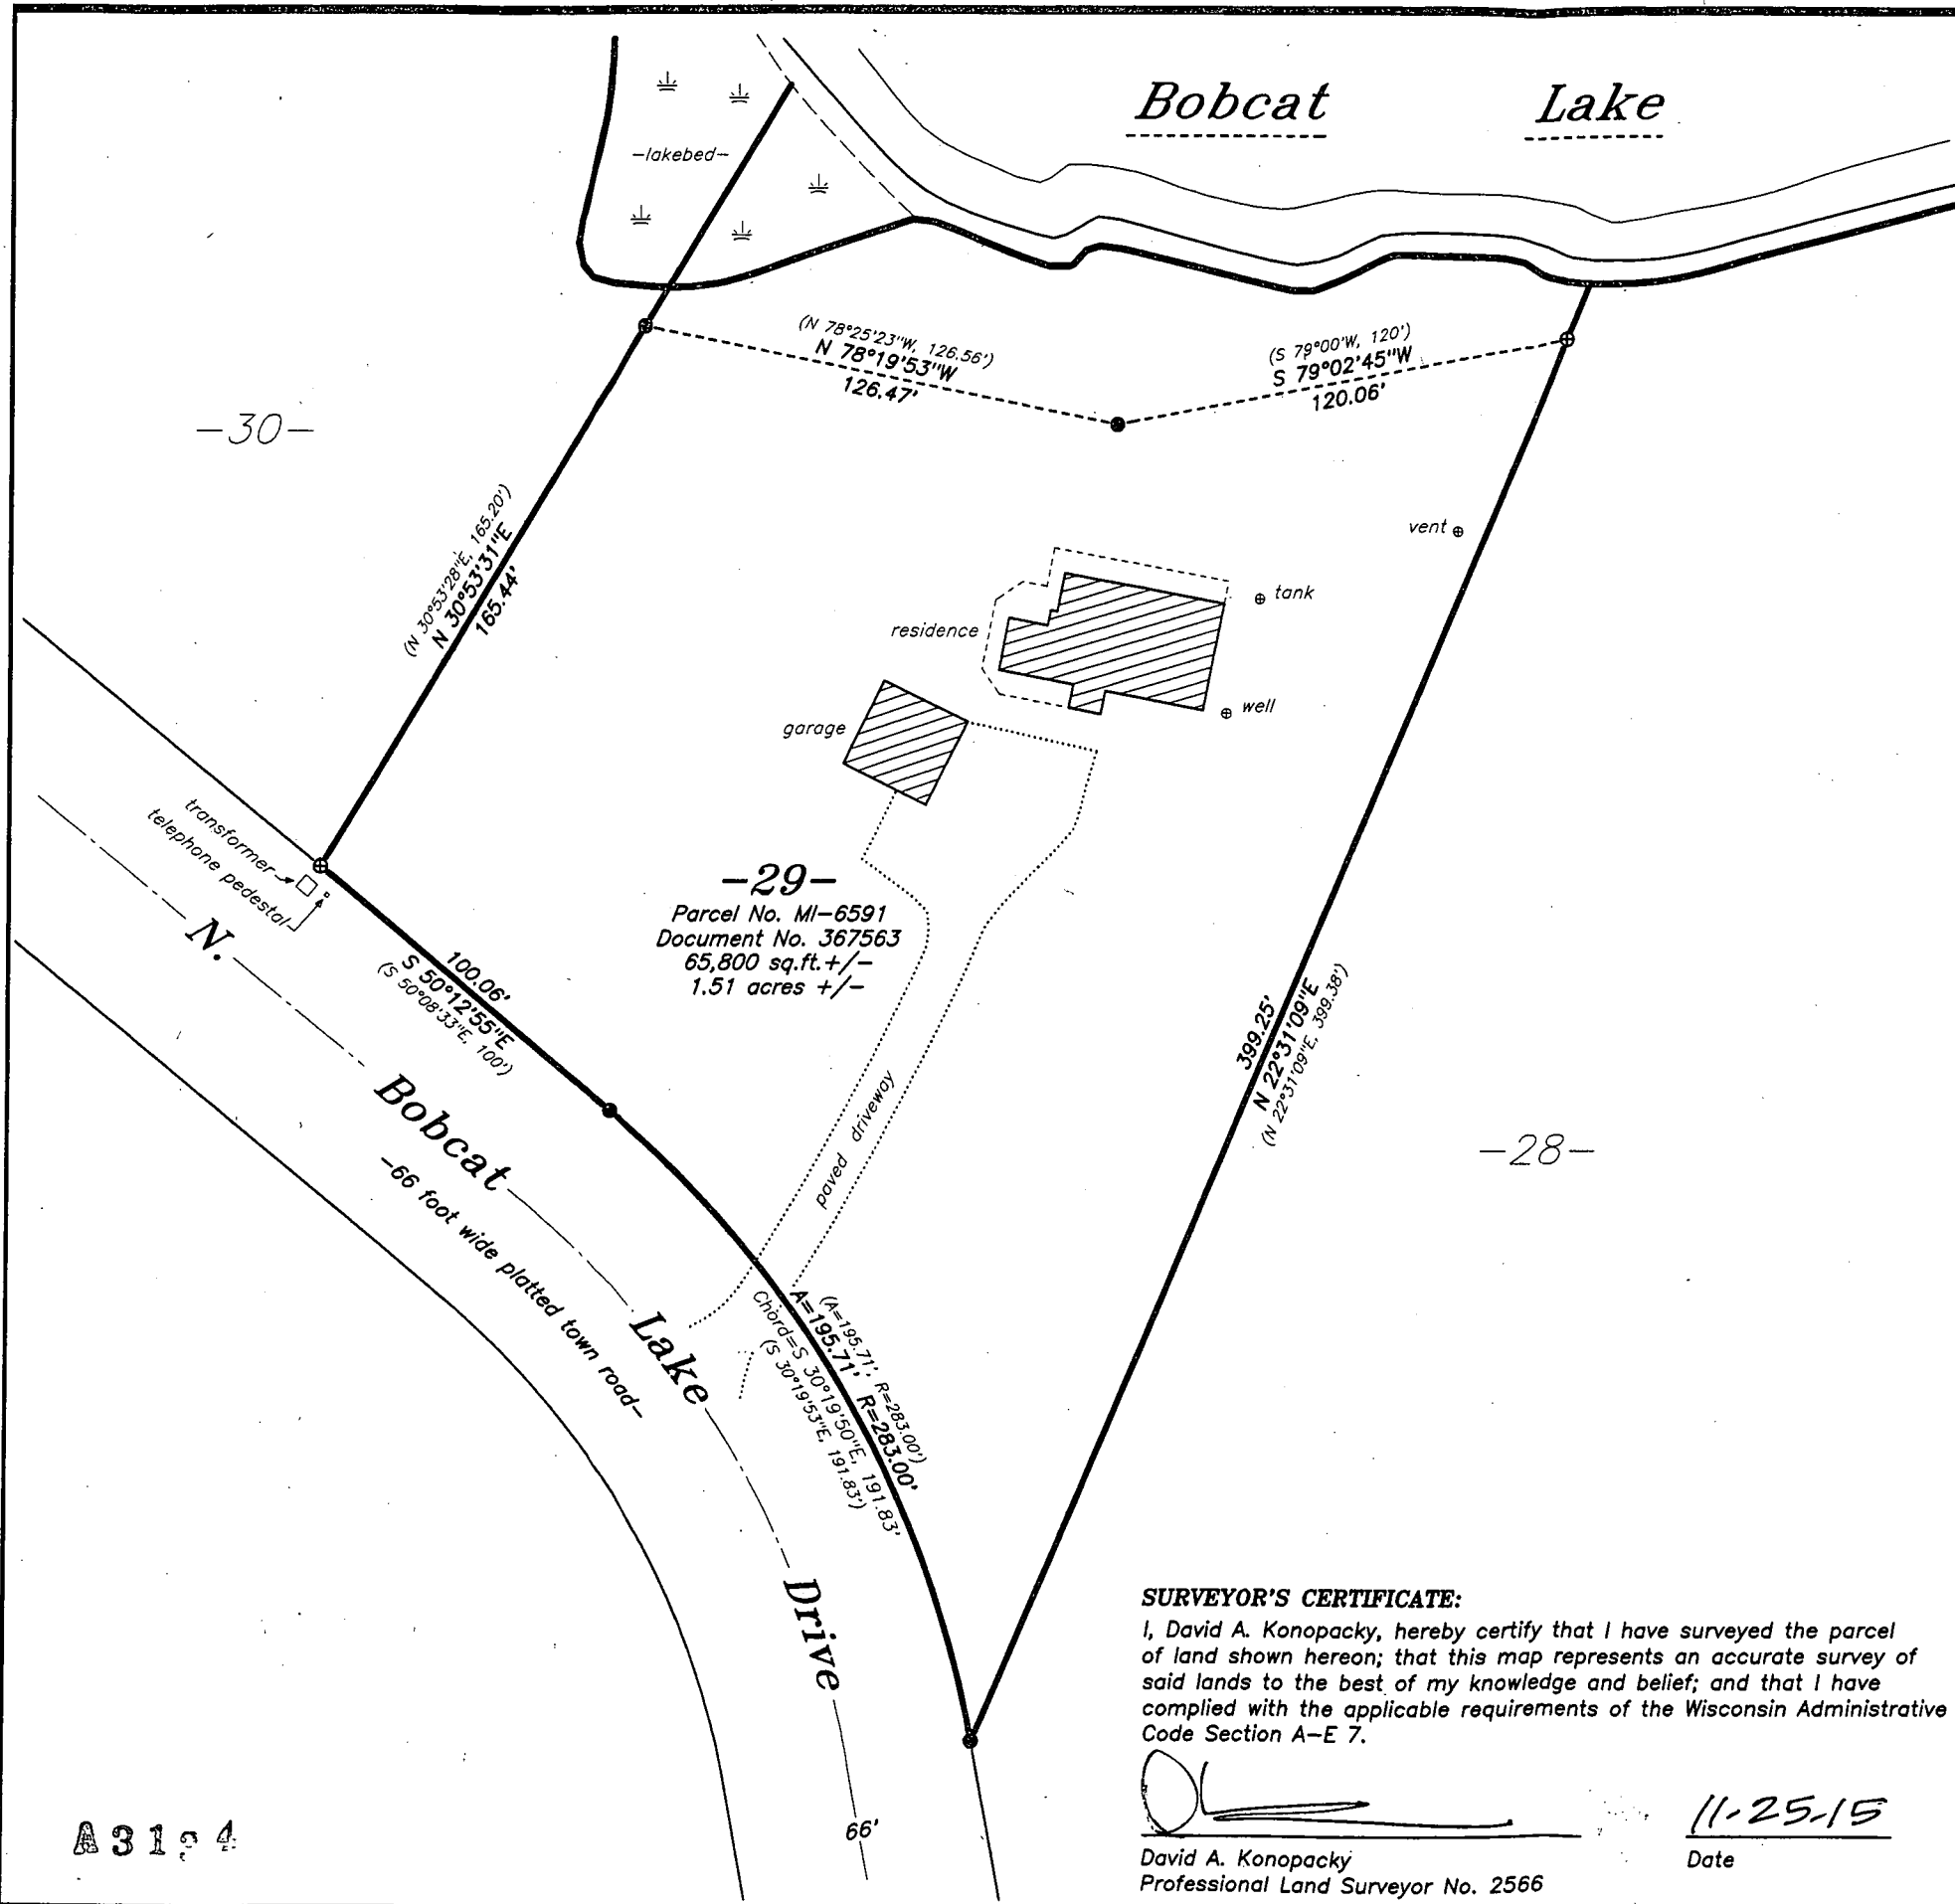 Bobcat Lake
-lakebed-
(N 78°25'23"W, 126.56')
N 78°19'53"W
126.47'
(S 79°00'W, 120')
S 79°02'45"W
120.06'
-30-
(N 30°53'28"E, 165.20')
N 30°53'31"E
165.44'
vent
tank
residence
well
garage
transformer
telephone pedestal
-29-
Parcel No. MI-6591
Document No. 367563
65,800 sq.ft.+/-
1.51 acres +/-
100.06'
S 50°12'55"E
(S 50°08'33"E, 100')
399.25'
N 22°31'09"E
(N 22°31'09"E, 399.38')
paved driveway
-28-
N. Bobcat Lake Drive
-66 foot wide platted town road-
(A=195.71', R=283.00')
A=195.71' R=283.00'
Chord=S 30°19'50"E, 191.83'
(S 30°19'53"E, 191.83')
66'
SURVEYOR'S CERTIFICATE:
I, David A. Konopacky, hereby certify that I have surveyed the parcel
of land shown hereon; that this map represents an accurate survey of
said lands to the best of my knowledge and belief; and that I have
complied with the applicable requirements of the Wisconsin Administrative
Code Section A-E 7.
11-25-15
David A. Konopacky
Professional Land Surveyor No. 2566
Date